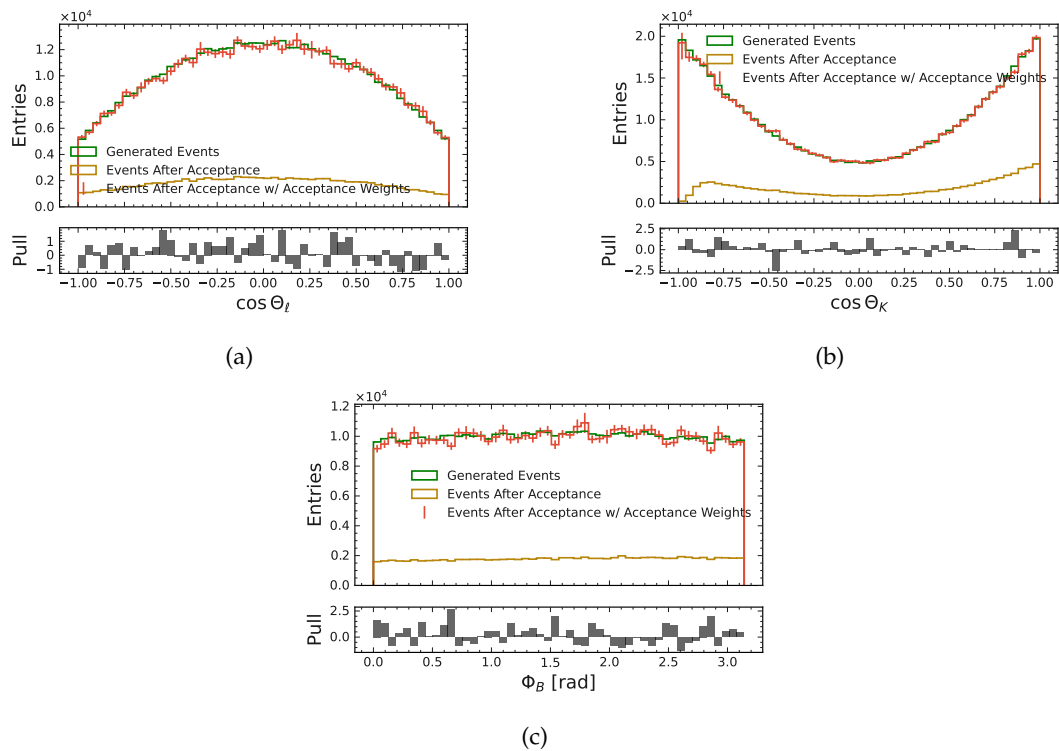 ×10⁴
1.2
1.0
0.8
0.6
0.4
0.2
0.0
Entries
Generated Events
Events After Acceptance
Events After Acceptance w/ Acceptance Weights
1
0
−1
Pull
−1.00 −0.75 −0.50 −0.25 0.00 0.25 0.50 0.75 1.00
cos Θℓ
(a)
×10⁴
2.0
1.5
1.0
0.5
0.0
Entries
Generated Events
Events After Acceptance
Events After Acceptance w/ Acceptance Weights
2.5
0.0
−2.5
Pull
−1.00 −0.75 −0.50 −0.25 0.00 0.25 0.50 0.75 1.00
cos Θ_K
(b)
×10⁴
1.2
1.0
0.8
0.6
0.4
0.2
0.0
Entries
Generated Events
Events After Acceptance
Events After Acceptance w/ Acceptance Weights
2.5
0.0
Pull
0.0 0.5 1.0 1.5 2.0 2.5 3.0
Φ_B [rad]
(c)